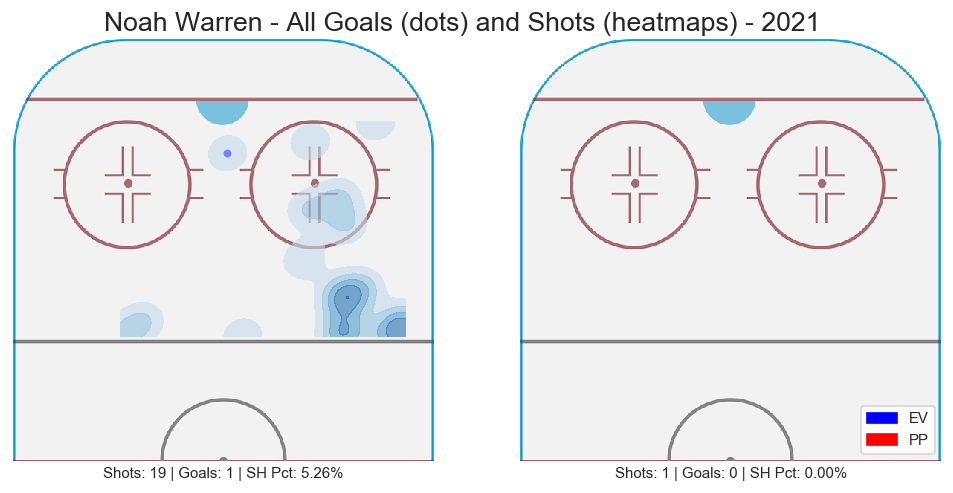 Noah Warren - All Goals (dots) and Shots (heatmaps) - 2021
EV
PP
Shots: 19 | Goals: 1 | SH Pct: 5.26%
Shots: 1 | Goals: 0 | SH Pct: 0.00%